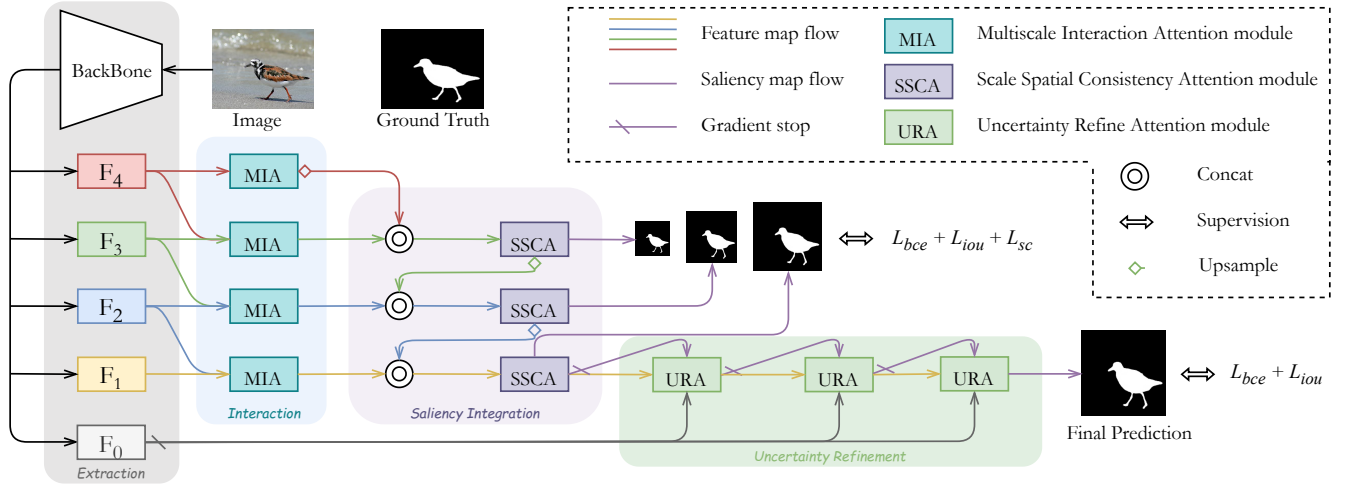 BackBone
Image
Ground Truth
Feature map flow
Saliency map flow
Gradient stop
MIA
Multiscale Interaction Attention module
SSCA
Scale Spatial Consistency Attention module
URA
Uncertainty Refine Attention module
Concat
Supervision
Upsample
F4
MIA
F3
MIA
SSCA
L_bce + L_iou + L_sc
F2
MIA
SSCA
F1
MIA
SSCA
URA
URA
URA
L_bce + L_iou
Interaction
Saliency Integration
Final Prediction
F0
Uncertainty Refinement
Extraction